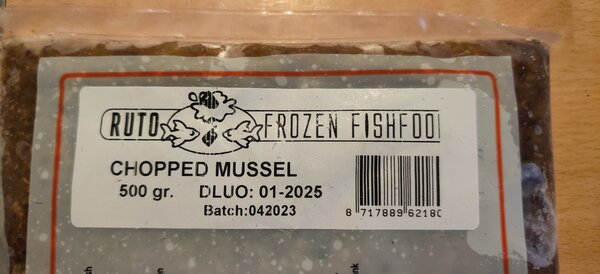 RUTO FROZEN FISHFOO
CHOPPED MUSSEL
500 gr. DLUO: 01-2025
Batch:042023
8 717889 62180